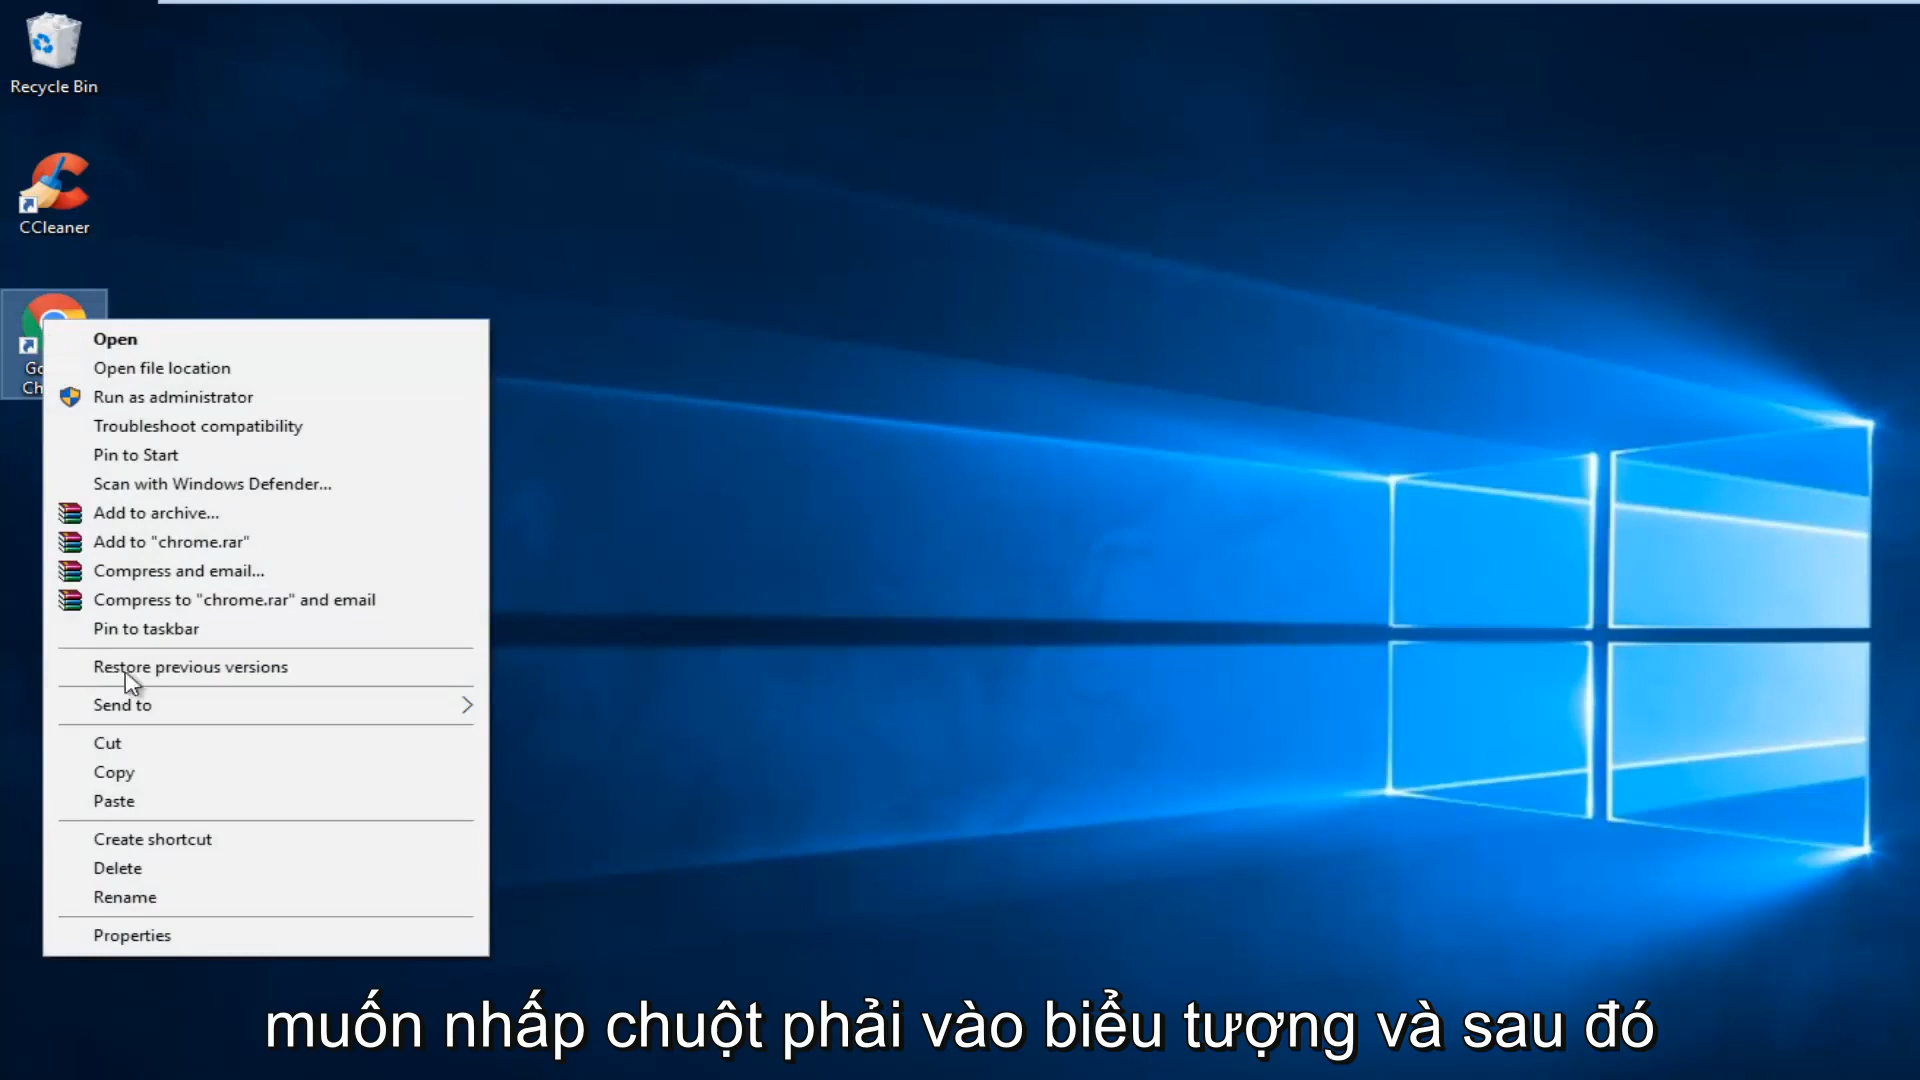 Recycle Bin
CCleaner
Open
Open file location
Run as administrator
Troubleshoot compatibility
Pin to Start
Scan with Windows Defender...
Add to archive...
Add to "chrome.rar"
Compress and email...
Compress to "chrome.rar" and email
Pin to taskbar
Restore previous versions
Send to
Cut
Copy
Paste
Create shortcut
Delete
Rename
Properties
muốn nhấp chuột phải vào biểu tượng và sau đó